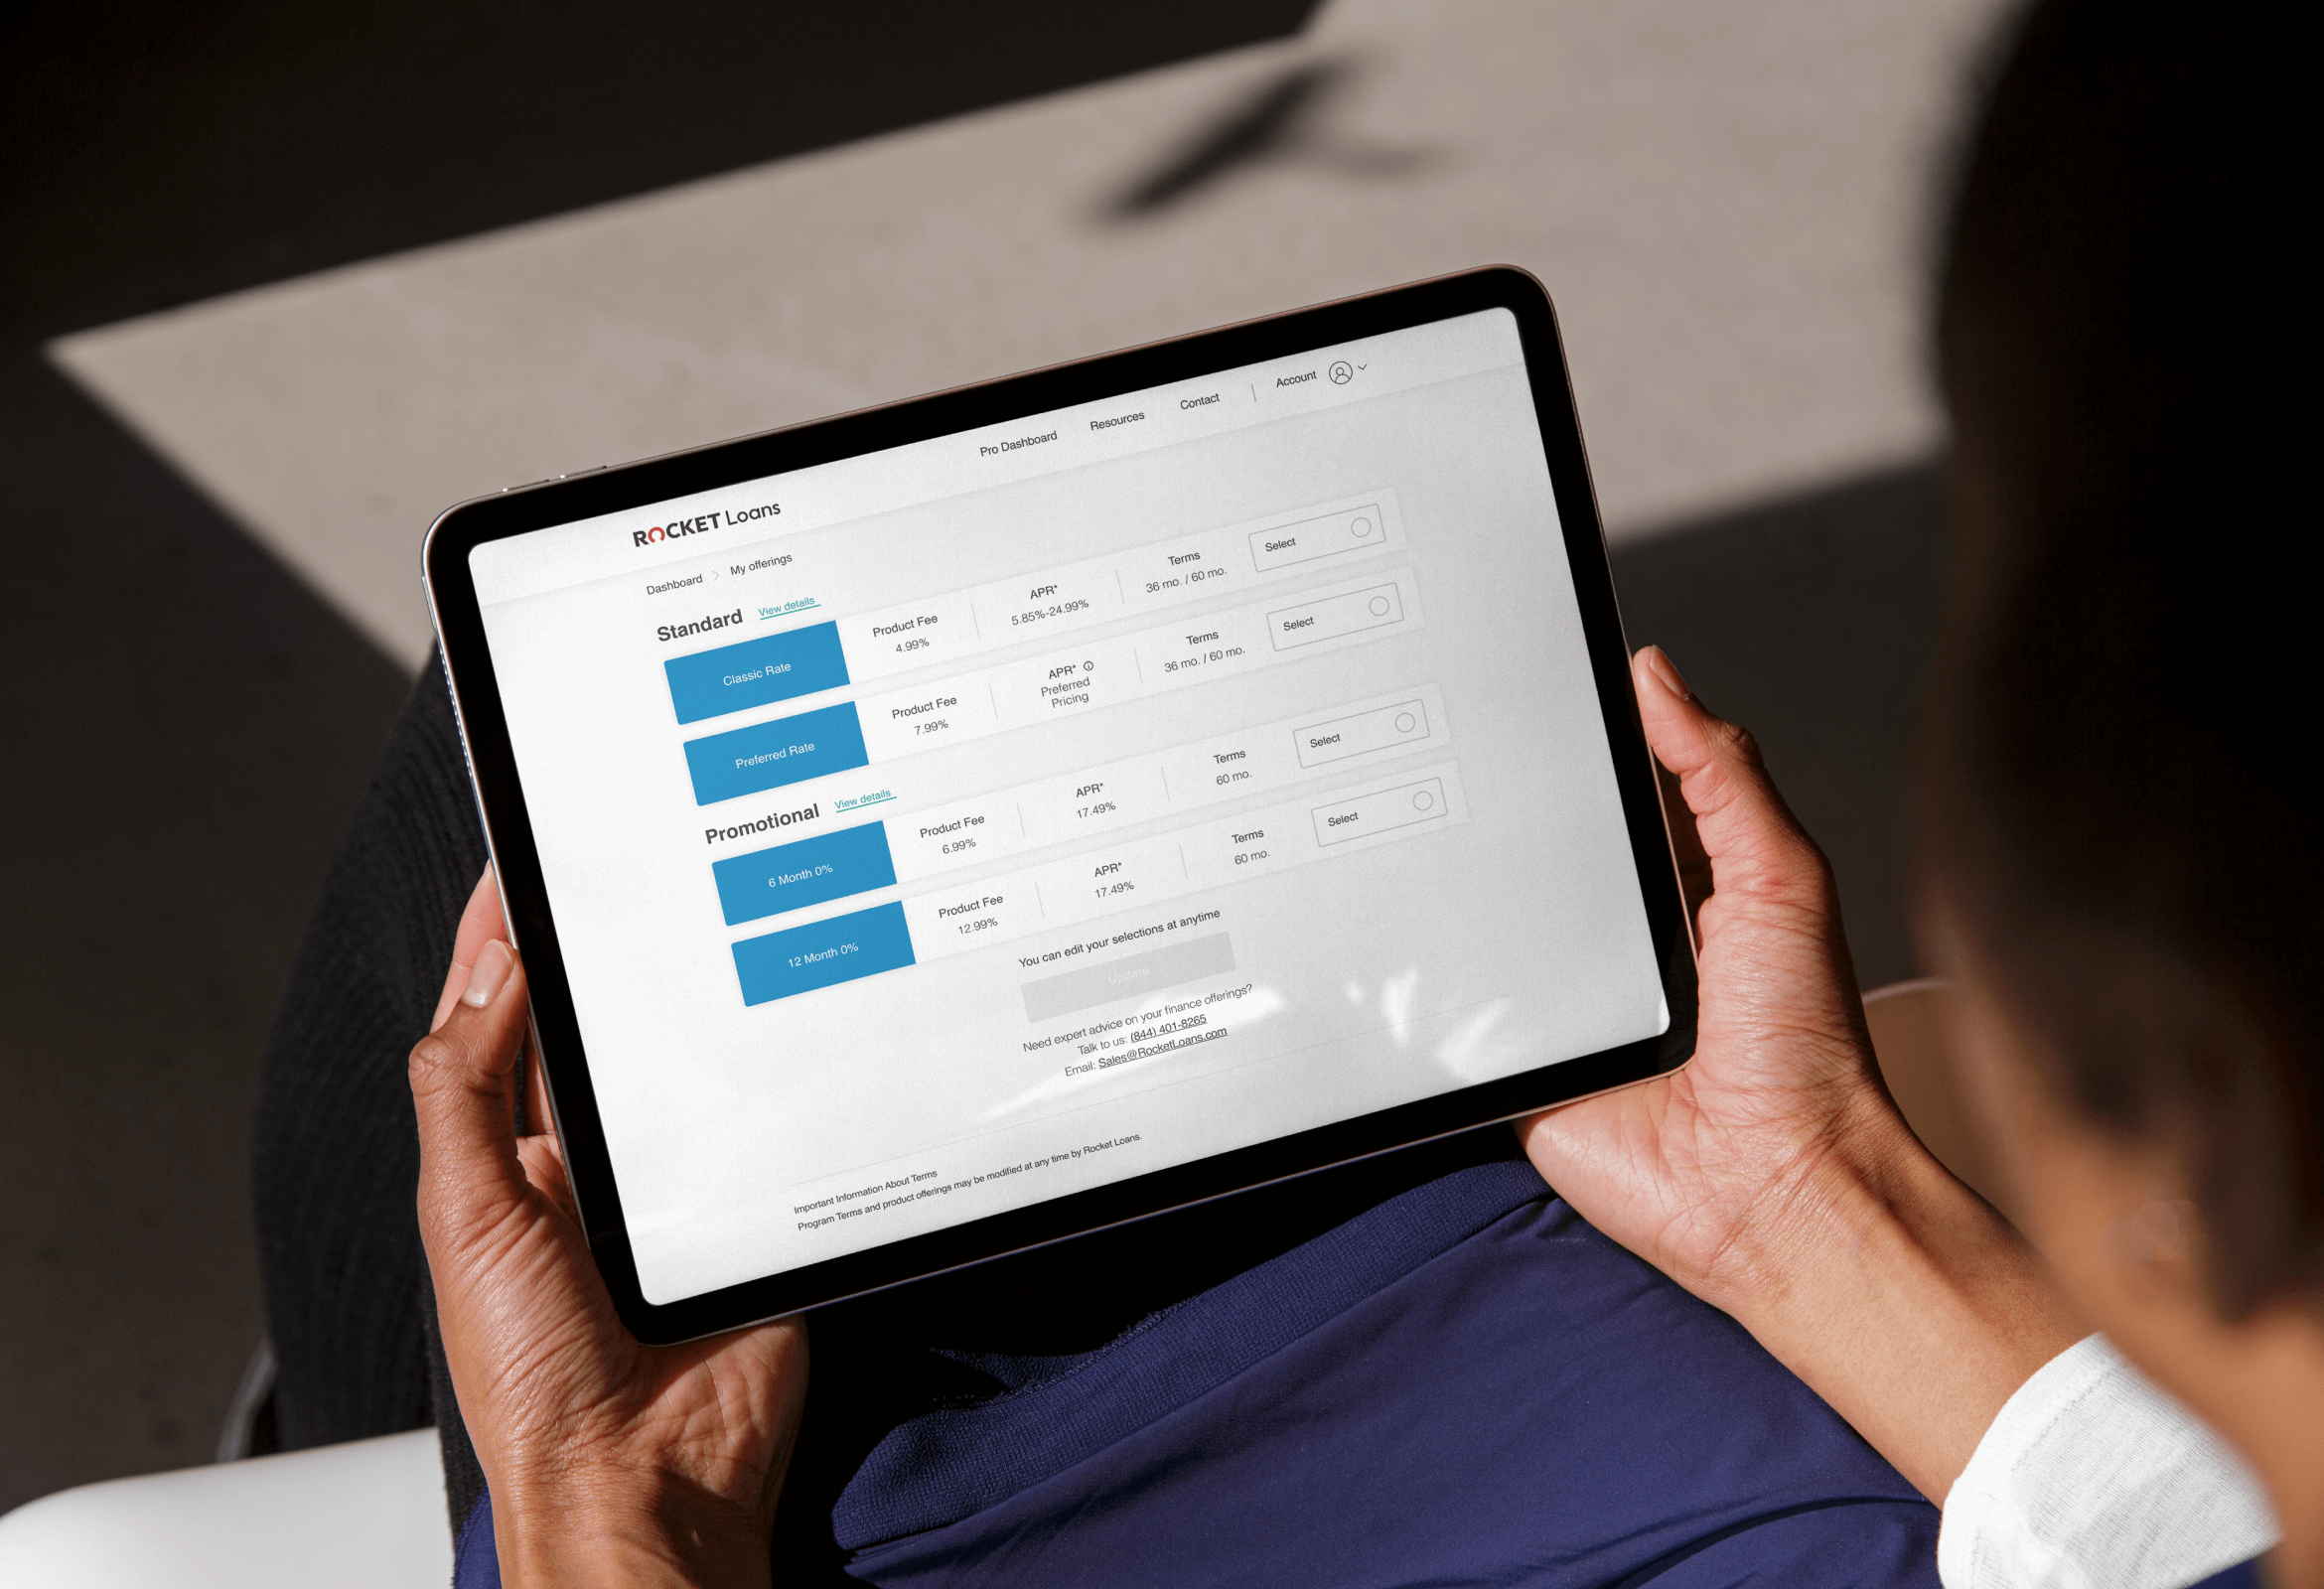 ROCKET Loans
Pro Dashboard
Resources
Contact
Account
Dashboard > My offerings
Standard
View details
Classic Rate
Product Fee
4.99%
APR*
5.85%-24.99%
Terms
36 mo. / 60 mo.
Select
Preferred Rate
Product Fee
7.99%
APR*
Preferred
Pricing
Terms
36 mo. / 60 mo.
Select
Promotional
View details
6 Month 0%
Product Fee
6.99%
APR*
17.49%
Terms
60 mo.
Select
12 Month 0%
Product Fee
12.99%
APR*
17.49%
Terms
60 mo.
Select
You can edit your selections at anytime
Update
Need expert advice on your finance offerings?
Talk to us: (844) 401-8265
Email: Sales@RocketLoans.com
Important Information About Terms
Program Terms and product offerings may be modified at any time by Rocket Loans.